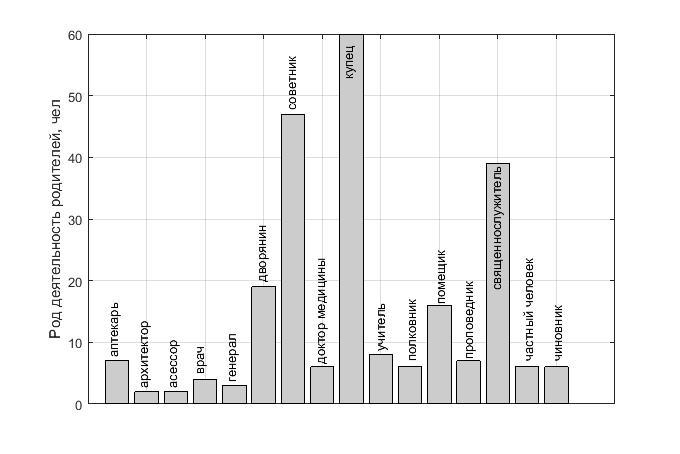 Род деятельность родителей, чел
60
50
40
30
20
10
0
аптекарь
архитектор
асессор
врач
генерал
дворянин
советник
доктор медицины
купец
учитель
полковник
помещик
проповедник
священнослужитель
частный человек
чиновник